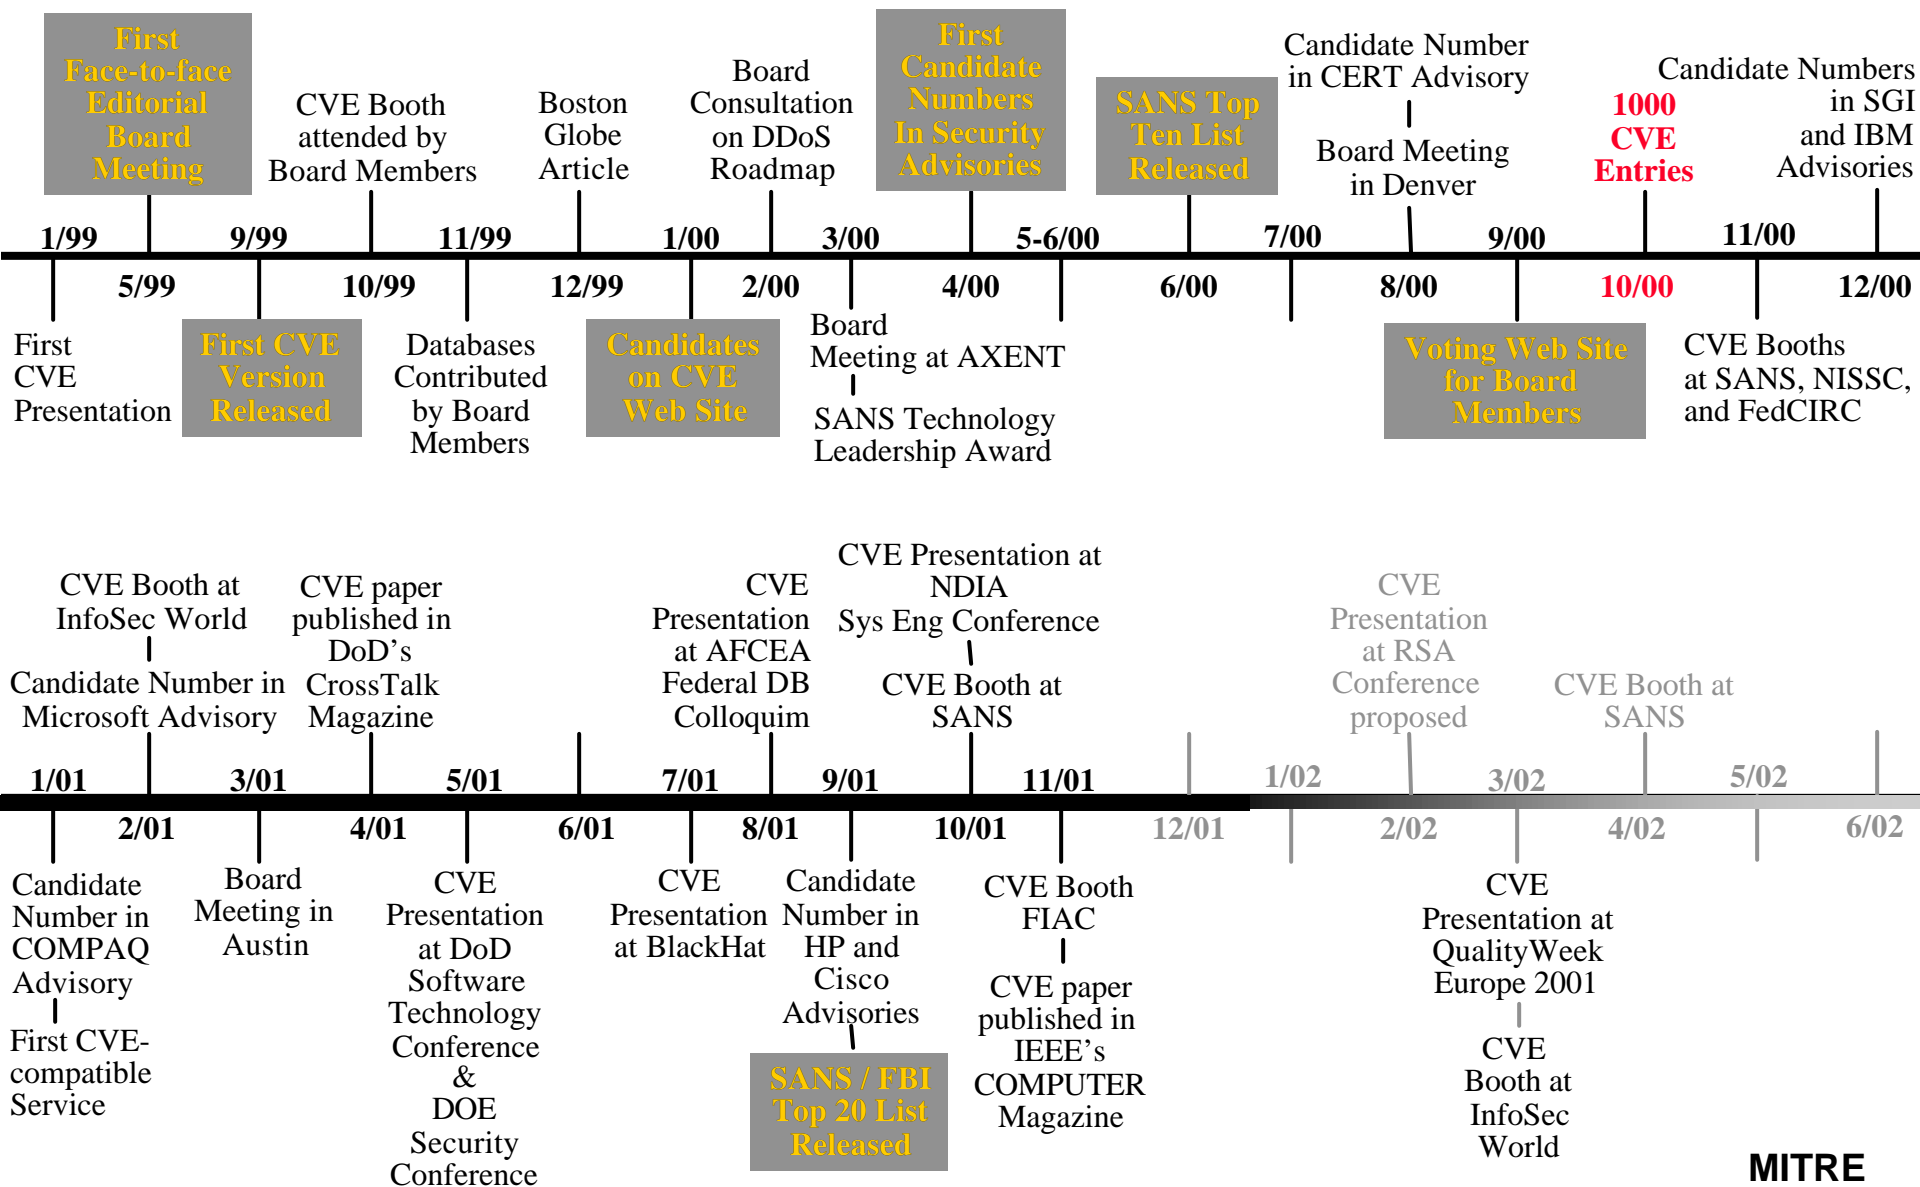 First
Face-to-face
Editorial
Board
Meeting
CVE Booth
attended by
Board Members
Boston
Globe
Article
Board
Consultation
on DDoS
Roadmap
First
Candidate
Numbers
In Security
Advisories
SANS Top
Ten List
Released
Candidate Number
in CERT Advisory
Board Meeting
in Denver
1000
CVE
Entries
Candidate Numbers
in SGI
and IBM
Advisories
1/99
9/99
11/99
1/00
3/00
5-6/00
7/00
9/00
11/00
5/99
10/99
12/99
2/00
4/00
6/00
8/00
10/00
12/00
First
CVE
Presentation
First CVE
Version
Released
Databases
Contributed
by Board
Members
Candidates
on CVE
Web Site
Board
Meeting at AXENT
SANS Technology
Leadership Award
Voting Web Site
for Board
Members
CVE Booths
at SANS, NISSC,
and FedCIRC
CVE Booth at
InfoSec World
Candidate Number in
Microsoft Advisory
CVE paper
published in
DoD's
CrossTalk
Magazine
CVE
Presentation
at AFCEA
Federal DB
Colloquim
CVE Presentation at
NDIA
Sys Eng Conference
CVE Booth at
SANS
CVE
Presentation
at RSA
Conference
proposed
CVE Booth at
SANS
1/01
3/01
5/01
7/01
9/01
11/01
1/02
3/02
5/02
2/01
4/01
6/01
8/01
10/01
12/01
2/02
4/02
6/02
Candidate
Number in
COMPAQ
Advisory
First CVE-
compatible
Service
Board
Meeting in
Austin
CVE
Presentation
at DoD
Software
Technology
Conference
&
DOE
Security
Conference
CVE
Presentation
at BlackHat
Candidate
Number in
HP and
Cisco
Advisories
SANS / FBI
Top 20 List
Released
CVE Booth
FIAC
CVE paper
published in
IEEE's
COMPUTER
Magazine
CVE
Presentation at
QualityWeek
Europe 2001
CVE
Booth at
InfoSec
World
MITRE